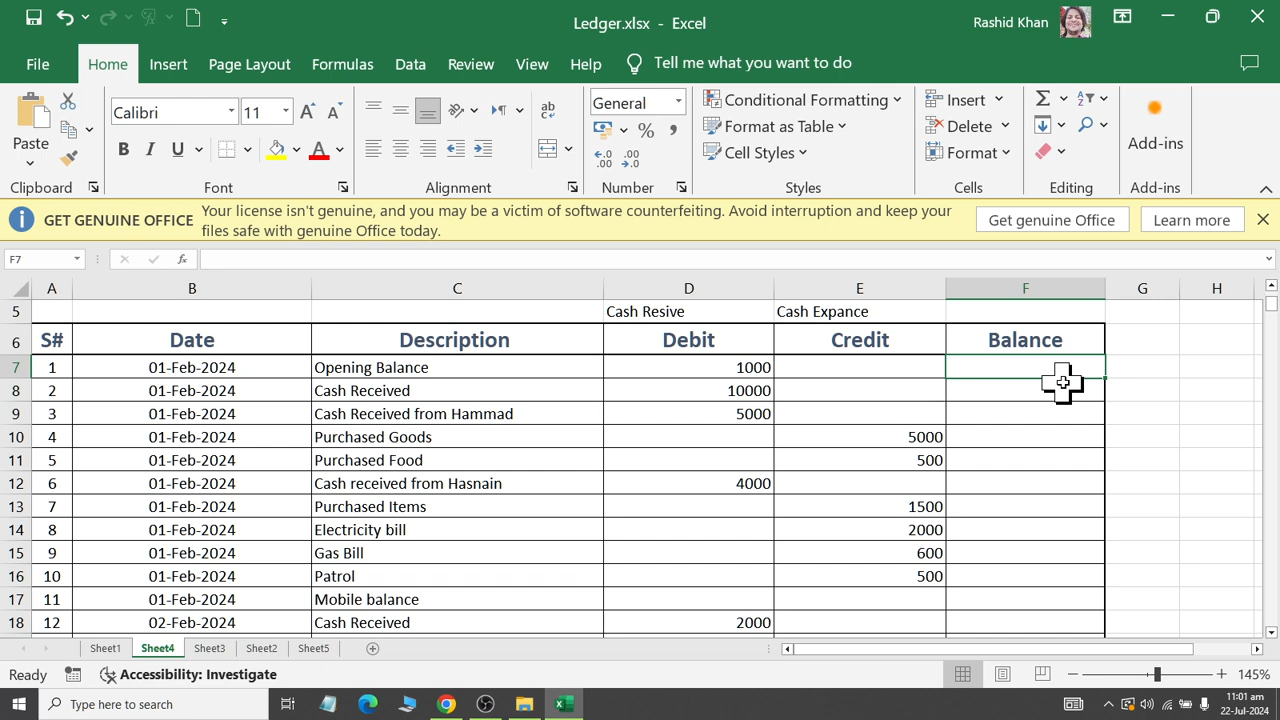 Ledger.xlsx - Excel
Rashid Khan
File Home Insert Page Layout Formulas Data Review View Help Tell me what you want to do
Paste
Calibri 11
B I U A
ab
General
% ,
Conditional Formatting
Format as Table
Cell Styles
Insert
Delete
Format
Add-ins
Clipboard Font Alignment Number Styles Cells Editing Add-ins
GET GENUINE OFFICE Your license isn't genuine, and you may be a victim of software counterfeiting. Avoid interruption and keep your
files safe with genuine Office today.
Get genuine Office Learn more
F7 fx
A B C D E F G H
5 Cash Resive Cash Expance
6 S# Date Description Debit Credit Balance
7 1 01-Feb-2024 Opening Balance 1000
8 2 01-Feb-2024 Cash Received 10000
9 3 01-Feb-2024 Cash Received from Hammad 5000
10 4 01-Feb-2024 Purchased Goods 5000
11 5 01-Feb-2024 Purchased Food 500
12 6 01-Feb-2024 Cash received from Hasnain 4000
13 7 01-Feb-2024 Purchased Items 1500
14 8 01-Feb-2024 Electricity bill 2000
15 9 01-Feb-2024 Gas Bill 600
16 10 01-Feb-2024 Patrol 500
17 11 01-Feb-2024 Mobile balance
18 12 02-Feb-2024 Cash Received 2000
Sheet1 Sheet4 Sheet3 Sheet2 Sheet5
Ready Accessibility: Investigate 145%
Type here to search
11:01 am
22-Jul-2024